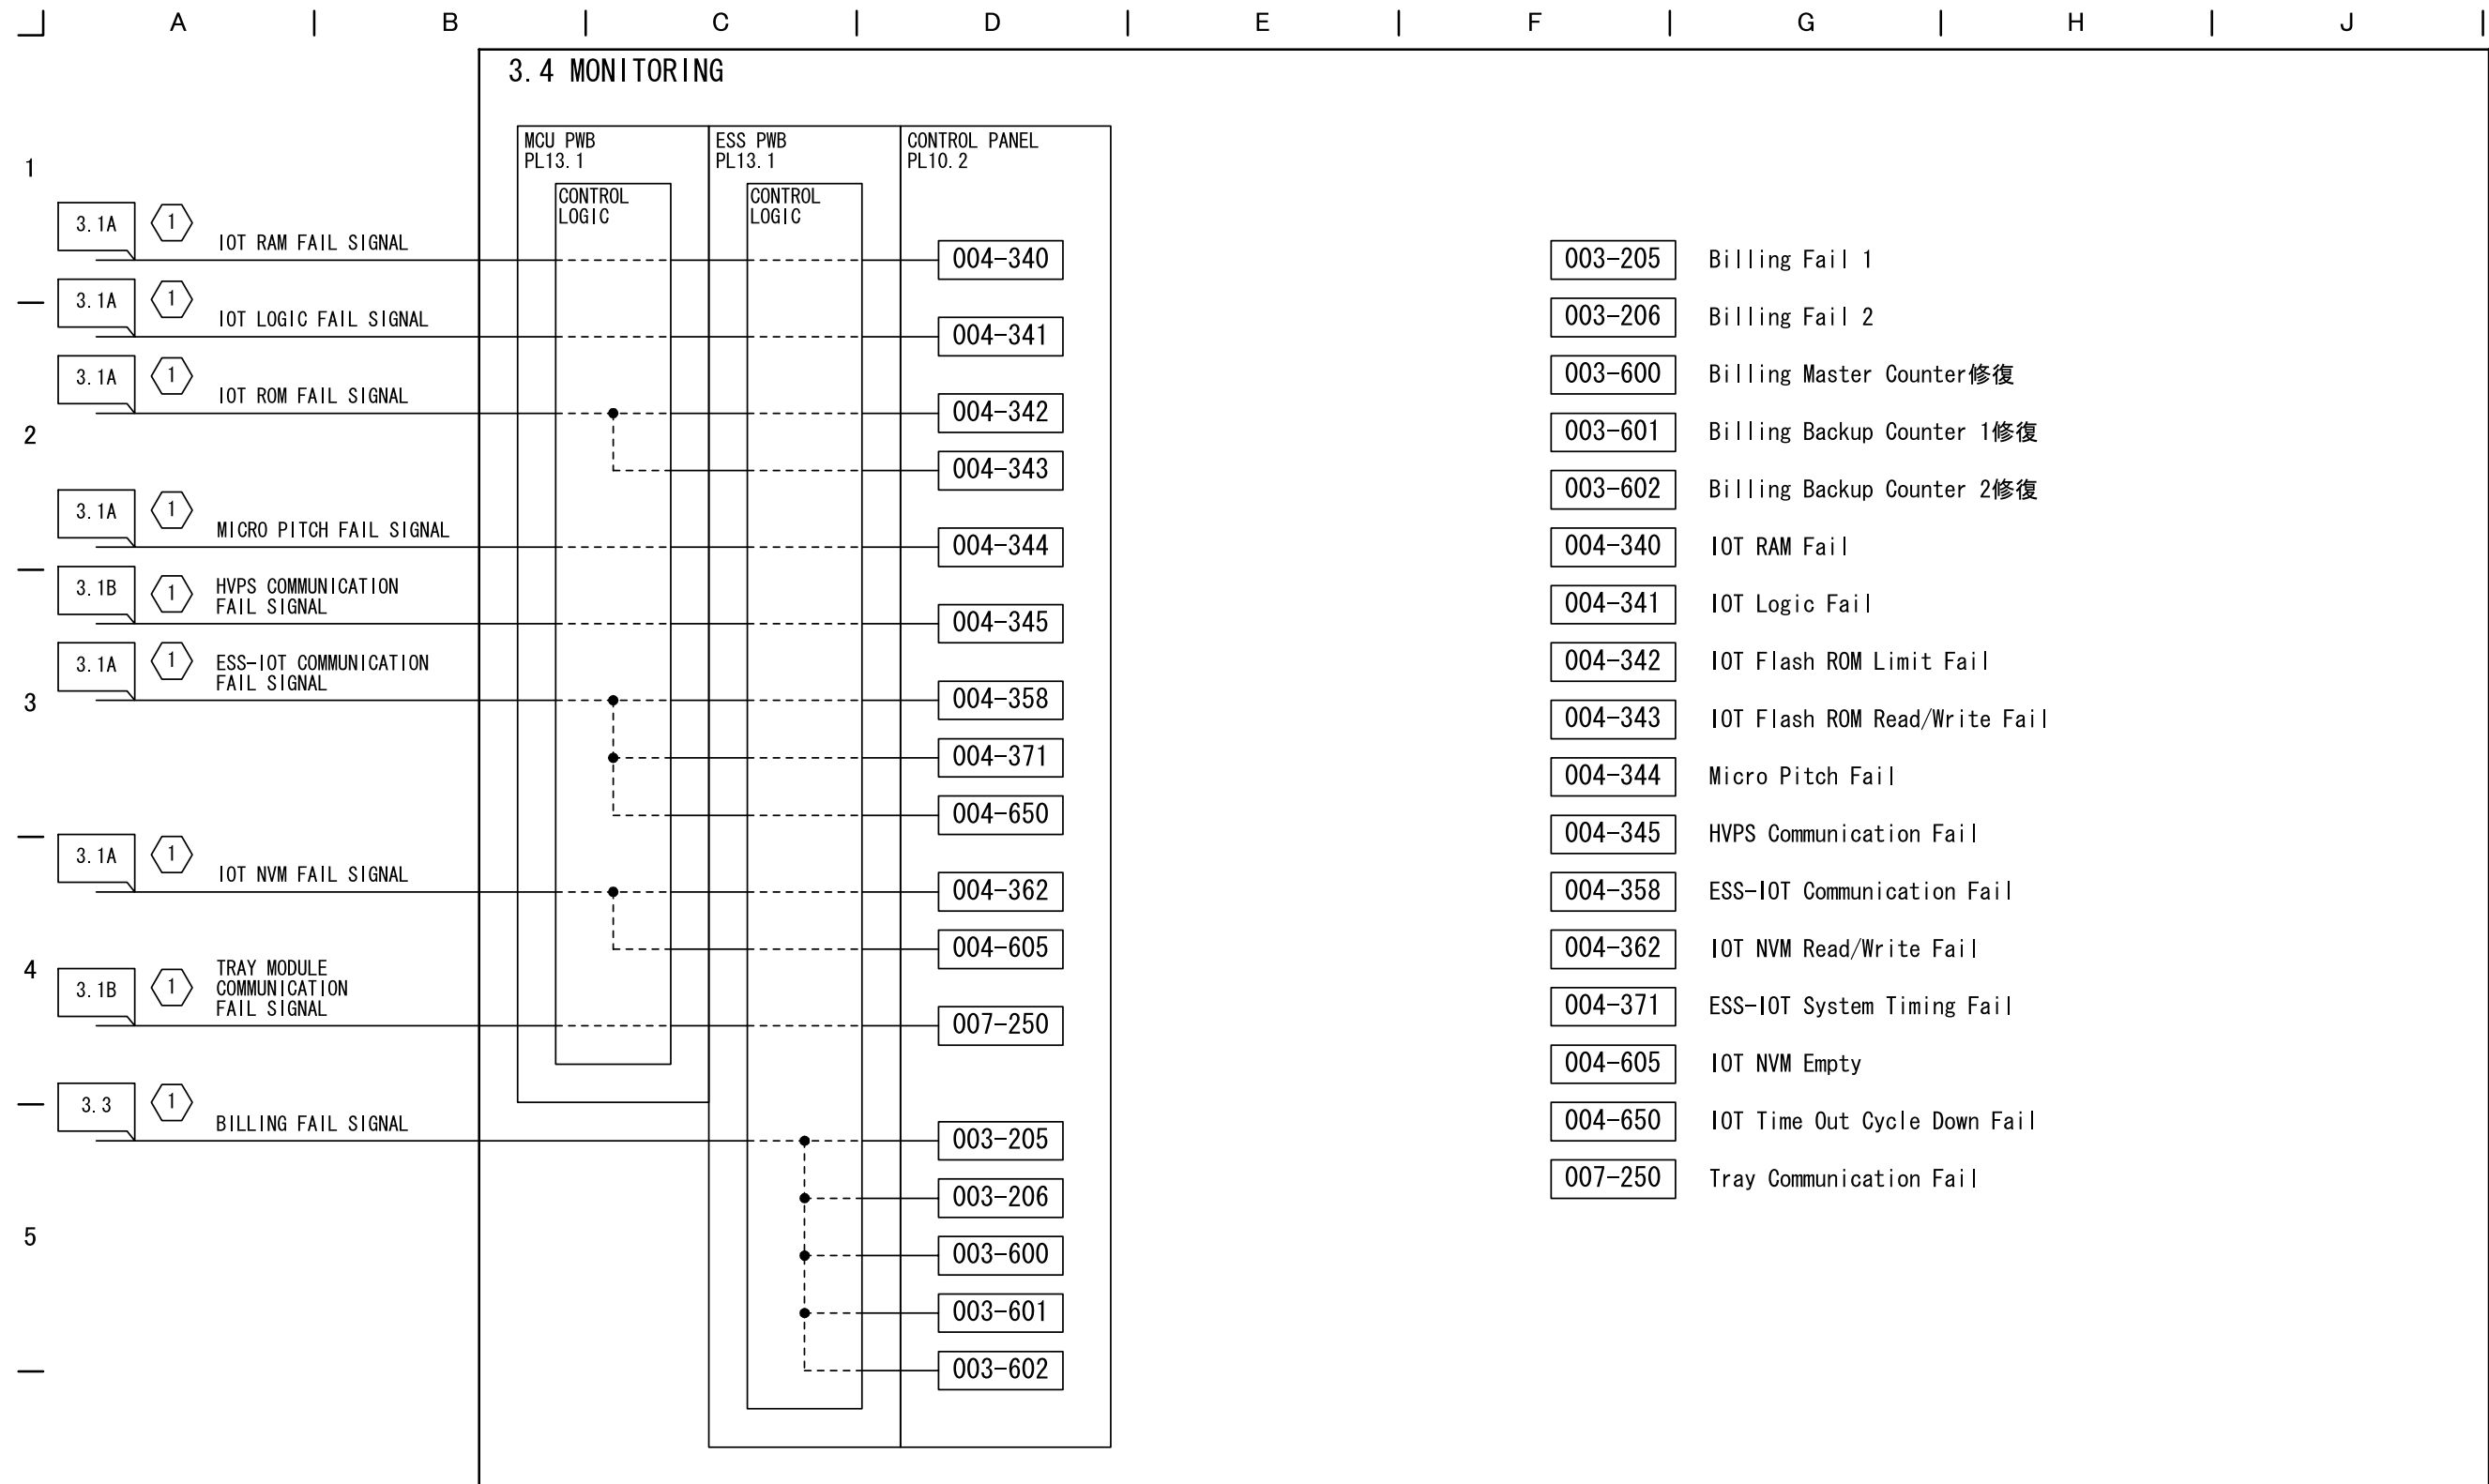 A B C D E F G H J
3.4 MONITORING
1
MCU PWB
PL13.1
ESS PWB
PL13.1
CONTROL PANEL
PL10.2
CONTROL
LOGIC
CONTROL
LOGIC
3.1A 1 IOT RAM FAIL SIGNAL 004-340
3.1A 1 IOT LOGIC FAIL SIGNAL 004-341
3.1A 1 IOT ROM FAIL SIGNAL 004-342
2
004-343
3.1A 1 MICRO PITCH FAIL SIGNAL 004-344
3.1B 1 HVPS COMMUNICATION
FAIL SIGNAL 004-345
3.1A 1 ESS-IOT COMMUNICATION
FAIL SIGNAL 004-358
3
004-371
004-650
3.1A 1 IOT NVM FAIL SIGNAL 004-362
004-605
4
3.1B 1 TRAY MODULE
COMMUNICATION
FAIL SIGNAL 007-250
3.3 1 BILLING FAIL SIGNAL 003-205
003-206
5
003-600
003-601
003-602
003-205 Billing Fail 1
003-206 Billing Fail 2
003-600 Billing Master Counter修復
003-601 Billing Backup Counter 1修復
003-602 Billing Backup Counter 2修復
004-340 IOT RAM Fail
004-341 IOT Logic Fail
004-342 IOT Flash ROM Limit Fail
004-343 IOT Flash ROM Read/Write Fail
004-344 Micro Pitch Fail
004-345 HVPS Communication Fail
004-358 ESS-IOT Communication Fail
004-362 IOT NVM Read/Write Fail
004-371 ESS-IOT System Timing Fail
004-605 IOT NVM Empty
004-650 IOT Time Out Cycle Down Fail
007-250 Tray Communication Fail